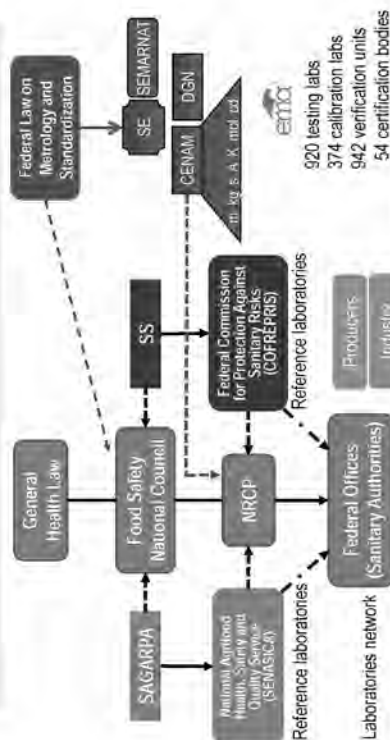 General
Health Law
Federal Law on
Metrology and
Standardization
SAGARPA
Food Safety
National Council
SS
SE
SEMARNAT
CENAM
DGN
m kg s A K mol cd
National Agrifood
Health, Safety and
Quality Service
(SENASICA)
NRCP
Federal Commission
for Protection Against
Sanitary Risks
(COFREPRIS)
ema
Reference laboratories
Reference laboratories
920 testing labs
374 calibration labs
942 verification units
54 certification bodies
Federal Offices
(Sanitary Authorities)
Producers
Industry
Laboratories network